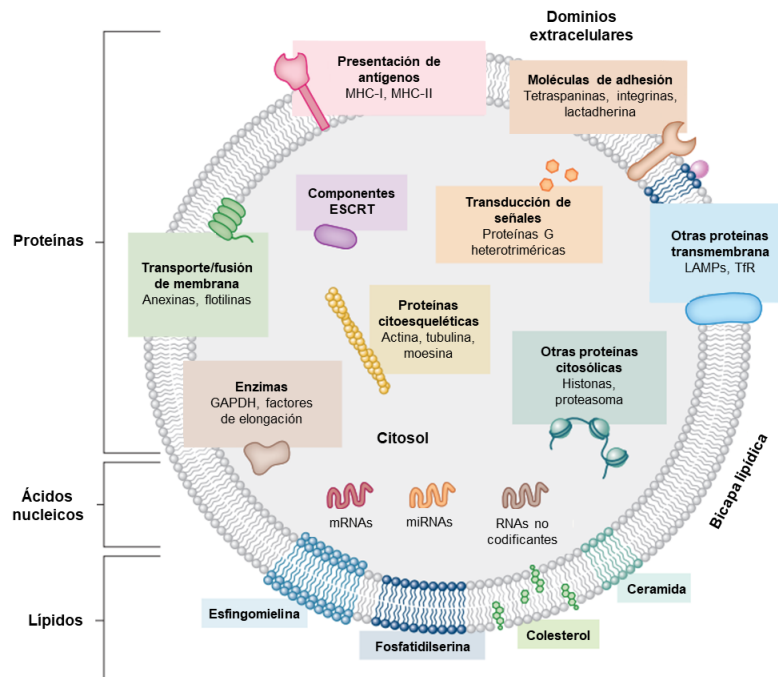 Dominios
extracelulares
Presentación de
antígenos
MHC-I, MHC-II
Moléculas de adhesión
Tetraspaninas, integrinas,
lactadherina
Componentes
ESCRT
Transducción de
señales
Proteínas G
heterotriméricas
Otras proteinas
transmembrana
LAMPs, TfR
Proteínas
Transporte/fusión
de membrana
Anexinas, flotilinas
Proteínas
citoesqueléticas
Actina, tubulina,
moesina
Otras proteínas
citosólicas
Histonas,
proteasoma
Enzimas
GAPDH, factores
de elongación
Citosol
Bicapa lipídica
Ácidos
nucleicos
mRNAs
miRNAs
RNAs no
codificantes
Lípidos
Esfingomielina
Fosfatidilserina
Colesterol
Ceramida